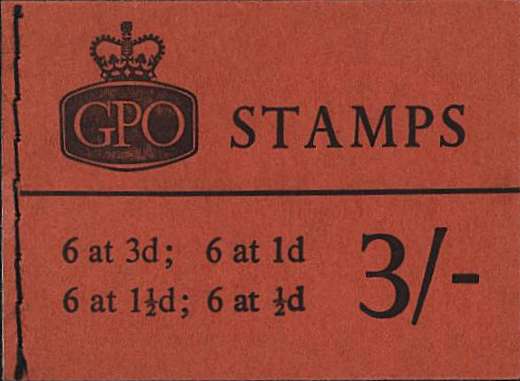 GPO STAMPS
6 at 3d; 6 at 1d
6 at 1½d; 6 at ½d
3/-